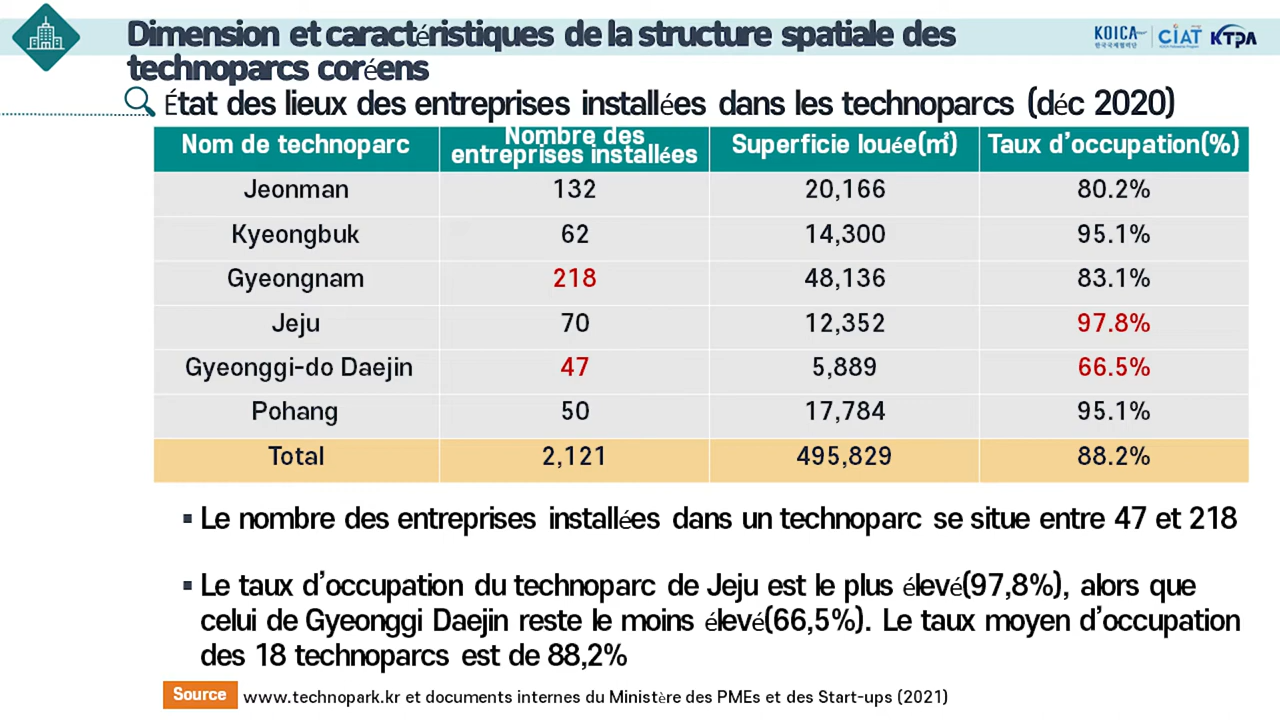 Dimension et caractéristiques de la structure spatiale des
technoparcs coréens
KOICA
한국국제협력단
CIAT
KTPA
État des lieux des entreprises installées dans les technoparcs (déc 2020)
Nom de technoparc Nombre des entreprises installées Superficie louée(㎡) Taux d'occupation(%)
Jeonman 132 20,166 80.2%
Kyeongbuk 62 14,300 95.1%
Gyeongnam 218 48,136 83.1%
Jeju 70 12,352 97.8%
Gyeonggi-do Daejin 47 5,889 66.5%
Pohang 50 17,784 95.1%
Total 2,121 495,829 88.2%
▪ Le nombre des entreprises installées dans un technoparc se situe entre 47 et 218
▪ Le taux d'occupation du technoparc de Jeju est le plus élevé(97,8%), alors que
celui de Gyeonggi Daejin reste le moins élevé(66,5%). Le taux moyen d'occupation
des 18 technoparcs est de 88,2%
Source www.technopark.kr et documents internes du Ministère des PMEs et des Start-ups (2021)